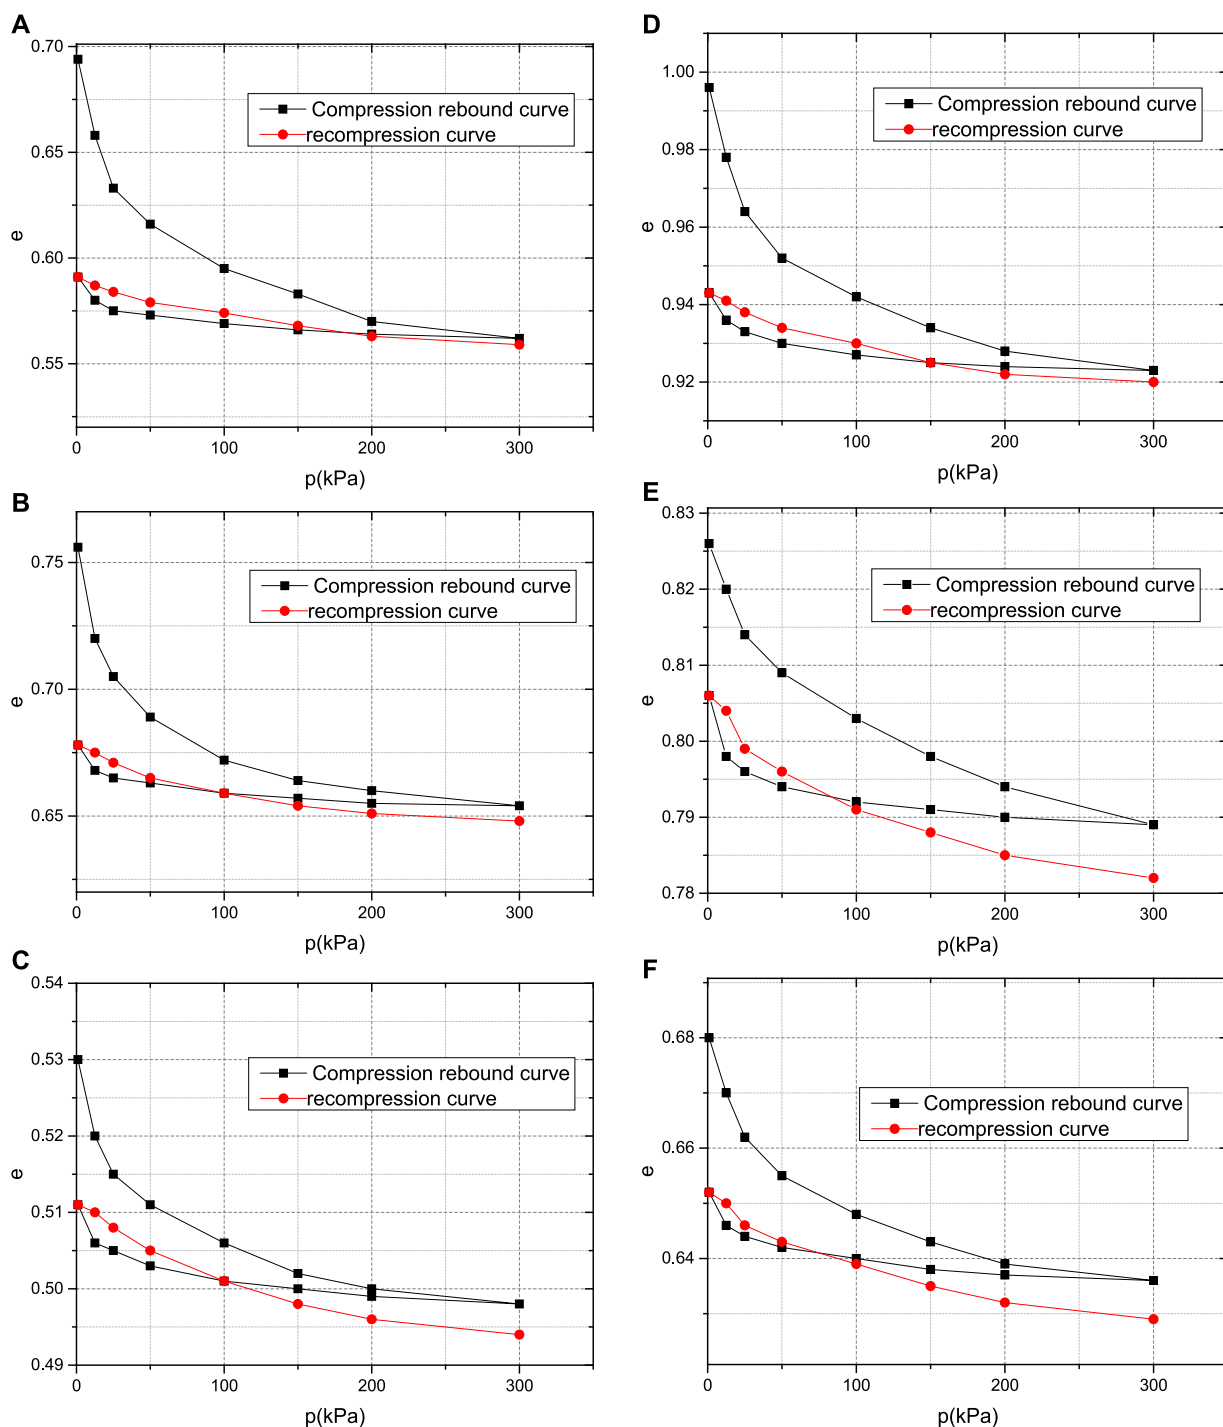 A
0.70
0.65
0.60
0.55
e
Compression rebound curve
recompression curve
0
100
200
300
p(kPa)
B
0.75
0.70
0.65
e
Compression rebound curve
recompression curve
0
100
200
300
p(kPa)
C
0.54
0.53
0.52
0.51
0.50
0.49
e
Compression rebound curve
recompression curve
0
100
200
300
p(kPa)
D
1.00
0.98
0.96
0.94
0.92
e
Compression rebound curve
recompression curve
0
100
200
300
p(kPa)
E
0.83
0.82
0.81
0.80
0.79
0.78
e
Compression rebound curve
recompression curve
0
100
200
300
p(kPa)
F
0.68
0.66
0.64
e
Compression rebound curve
recompression curve
0
100
200
300
p(kPa)